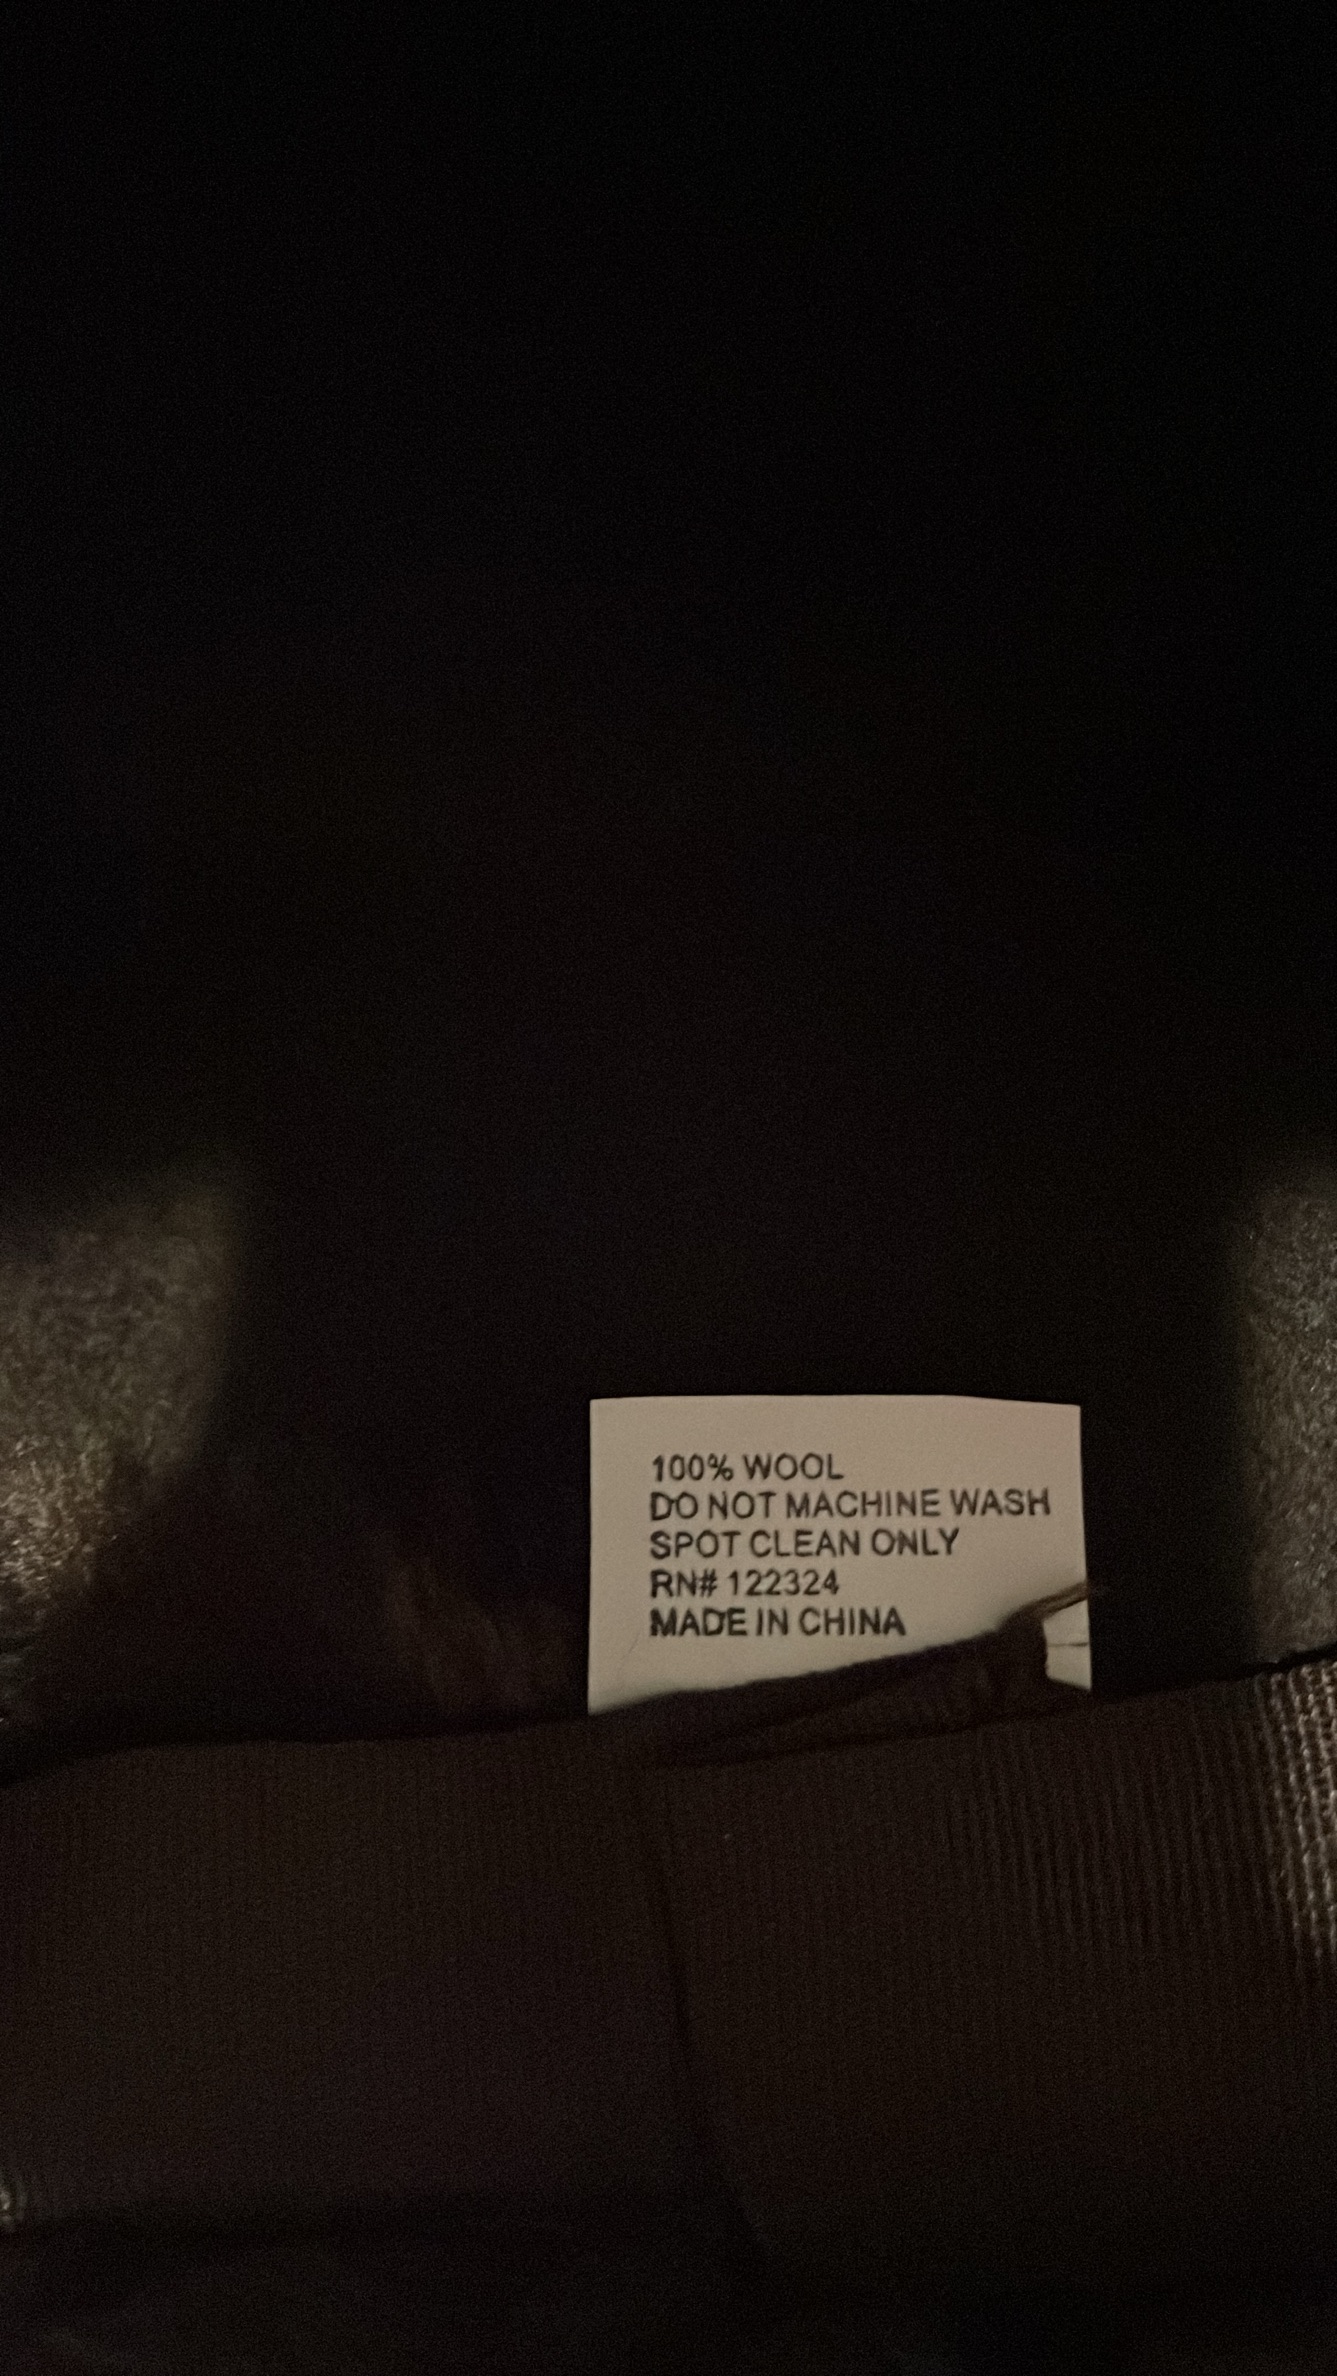 100% WOOL
DO NOT MACHINE WASH
SPOT CLEAN ONLY
RN# 122324
MADE IN CHINA